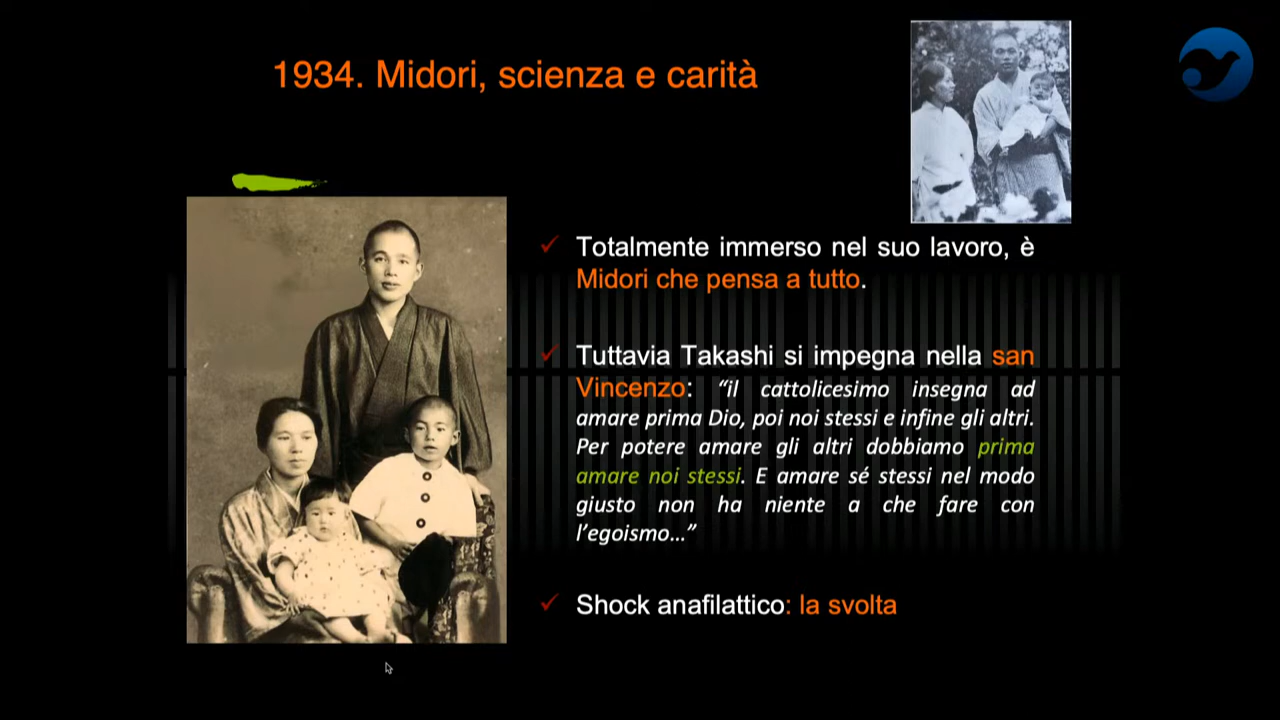 1934. Midori, scienza e carità
Totalmente immerso nel suo lavoro, è
Midori che pensa a tutto.
Tuttavia Takashi si impegna nella san
Vincenzo: “il cattolicesimo insegna ad
amare prima Dio, poi noi stessi e infine gli altri.
Per potere amare gli altri dobbiamo prima
amare noi stessi. E amare sé stessi nel modo
giusto non ha niente a che fare con
l’egoismo…”
Shock anafilattico: la svolta